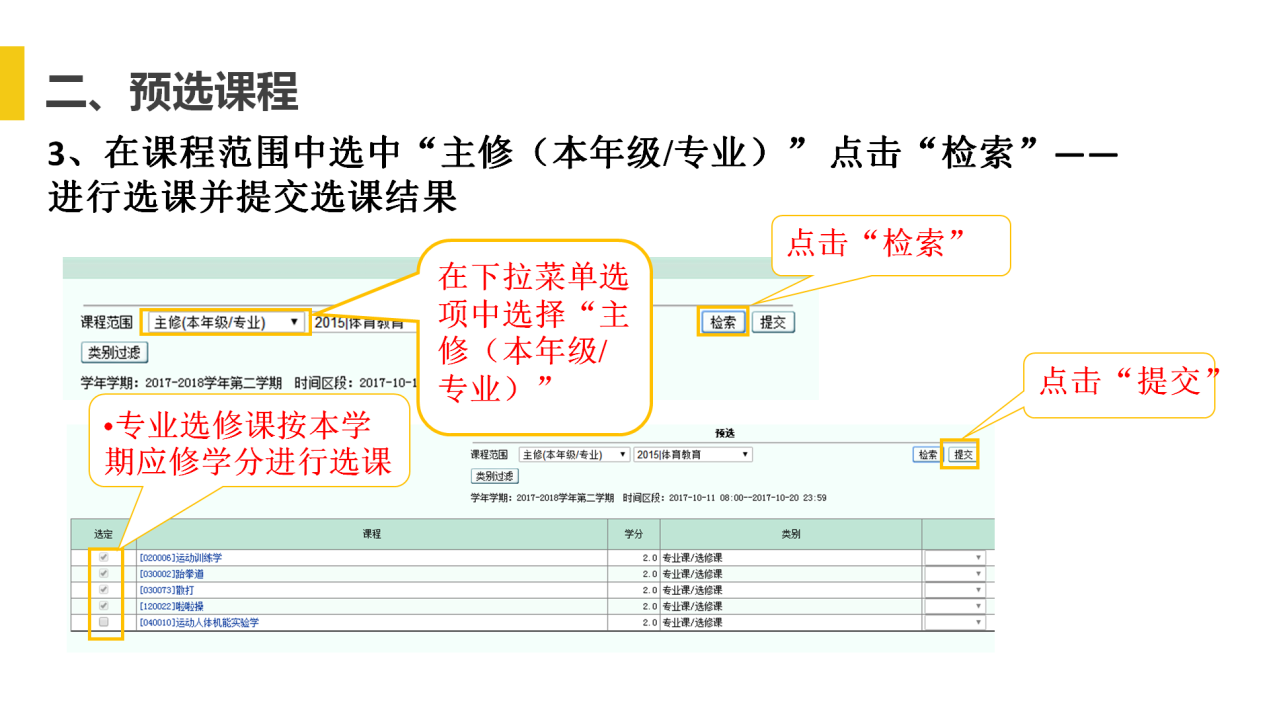 二、预选课程
3、在课程范围中选中“主修（本年级/专业）” 点击“检索”——
进行选课并提交选课结果
点击“检索”
在下拉菜单选
项中选择“主
修（本年级/
专业）”
课程范围 主修(本年级/专业) 2015|体育教育 检索 提交
类别过滤
学年学期：2017-2018学年第二学期 时间区段：2017-10-1
点击“提交”
•专业选修课按本学
期应修学分进行选课
预选
课程范围 主修(本年级/专业) 2015|体育教育 检索 提交
类别过滤
学年学期：2017-2018学年第二学期 时间区段：2017-10-11 08:00--2017-10-20 23:59
选定 课程 学分 类别
[020006]运动训练学 2.0 专业课/选修课
[030002]跆拳道 2.0 专业课/选修课
[030073]散打 2.0 专业课/选修课
[120022]啦啦操 2.0 专业课/选修课
[040010]运动人体机能实验学 2.0 专业课/选修课